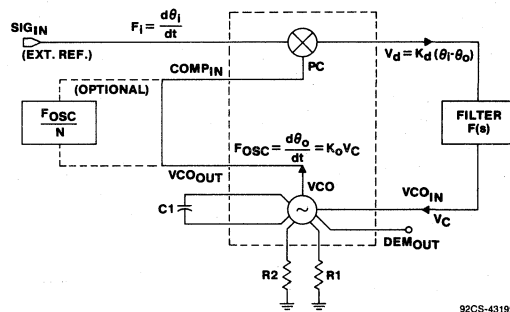 SIG_IN
(EXT. REF.)
F_i = dθ_i/dt
PC
V_d = K_d (θ_i-θ_o)
COMP_IN
(OPTIONAL)
F_OSC/N
FILTER
F(s)
F_OSC = dθ_o/dt = K_o V_C
VCO_OUT
VCO
~
VCO_IN
V_C
C1
DEM_OUT
R2
R1
92CS-4319